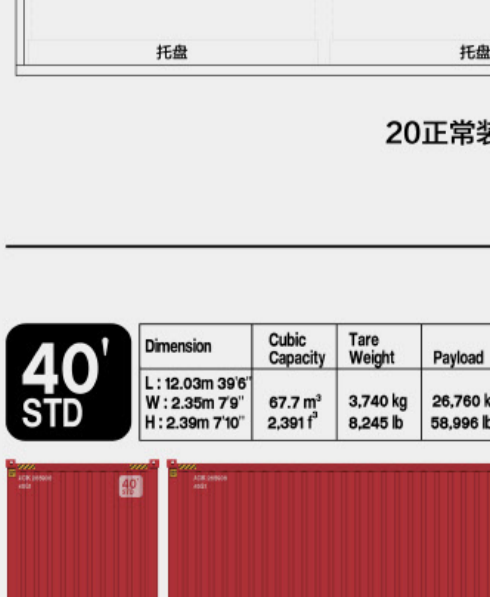 托盘 托盘
20正常装
40'
STD
Dimension Cubic Capacity Tare Weight Payload
L : 12.03m 39'6"
W : 2.35m 7'9"
H : 2.39m 7'10"
67.7 m³
2,391 f³
3,740 kg
8,245 lb
26,760 k
58,996 lb
40'
STD